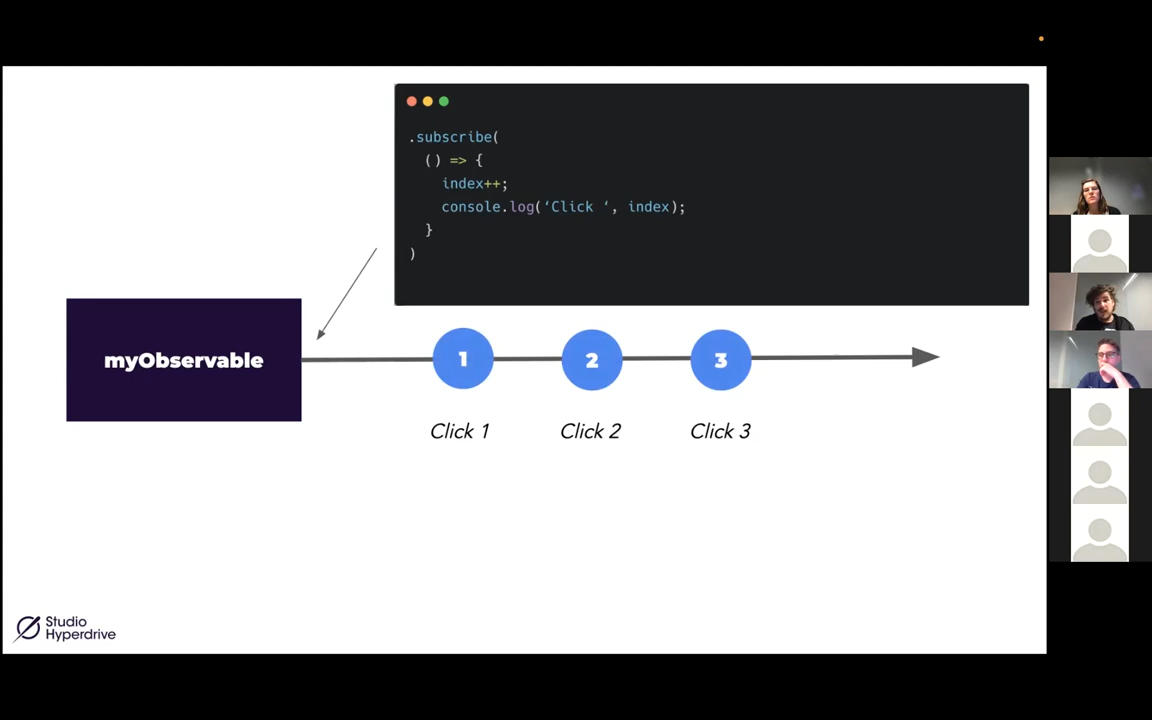 .subscribe(
() => {
index++;
console.log(‘Click ‘, index);
}
)
myObservable
1
2
3
Click 1
Click 2
Click 3
Studio
Hyperdrive